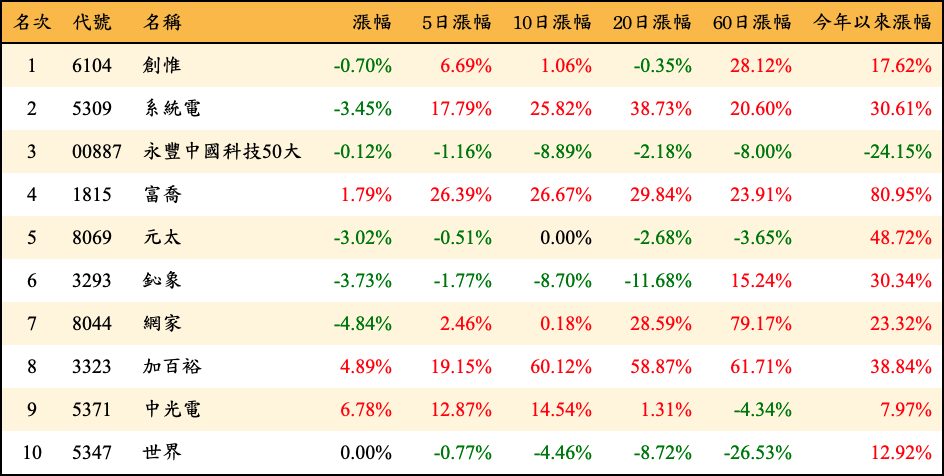 名次 代號 名稱 漲幅 5日漲幅 10日漲幅 20日漲幅 60日漲幅 今年以來漲幅
1 6104 創惟 -0.70% 6.69% 1.06% -0.35% 28.12% 17.62%
2 5309 系統電 -3.45% 17.79% 25.82% 38.73% 20.60% 30.61%
3 00887 永豐中國科技50大 -0.12% -1.16% -8.89% -2.18% -8.00% -24.15%
4 1815 富喬 1.79% 26.39% 26.67% 29.84% 23.91% 80.95%
5 8069 元太 -3.02% -0.51% 0.00% -2.68% -3.65% 48.72%
6 3293 鈊象 -3.73% -1.77% -8.70% -11.68% 15.24% 30.34%
7 8044 網家 -4.84% 2.46% 0.18% 28.59% 79.17% 23.32%
8 3323 加百裕 4.89% 19.15% 60.12% 58.87% 61.71% 38.84%
9 5371 中光電 6.78% 12.87% 14.54% 1.31% -4.34% 7.97%
10 5347 世界 0.00% -0.77% -4.46% -8.72% -26.53% 12.92%